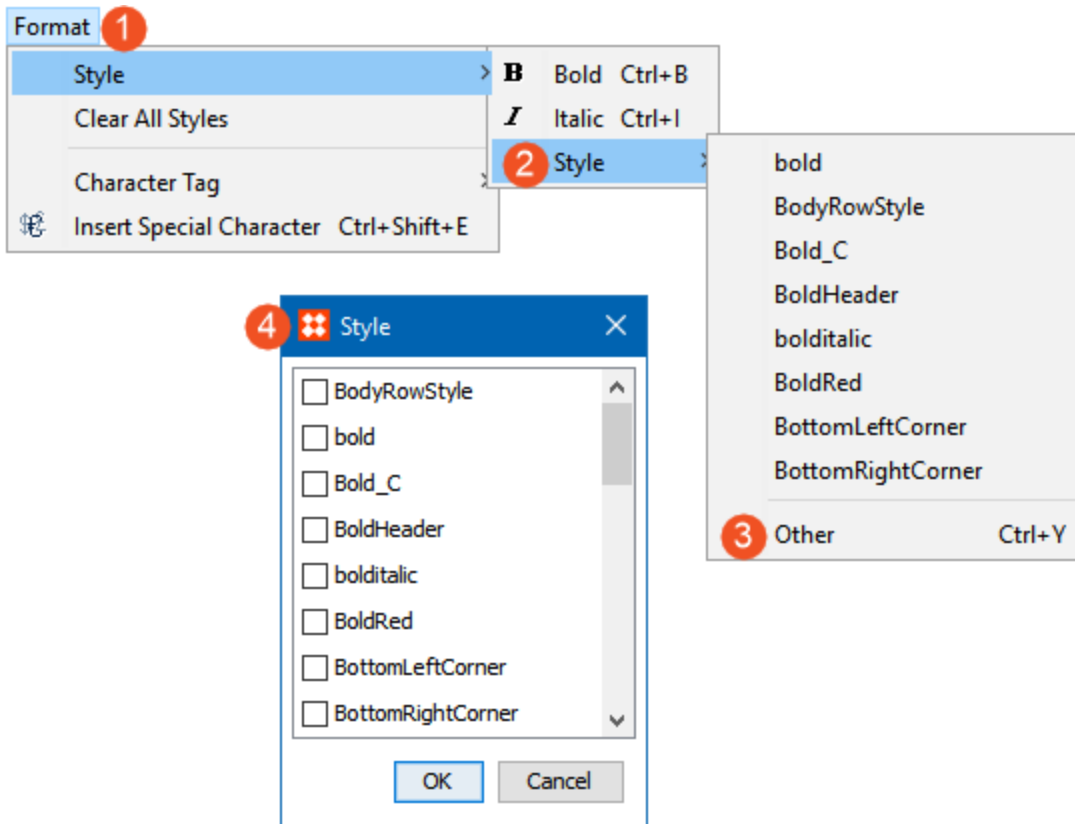 Format 1
Style
Clear All Styles
Character Tag
Insert Special Character Ctrl+Shift+E
B Bold Ctrl+B
I Italic Ctrl+I
2 Style
bold
BodyRowStyle
Bold_C
BoldHeader
bolditalic
BoldRed
BottomLeftCorner
BottomRightCorner
3 Other Ctrl+Y
4 Style
BodyRowStyle
bold
Bold_C
BoldHeader
bolditalic
BoldRed
BottomLeftCorner
BottomRightCorner
OK Cancel